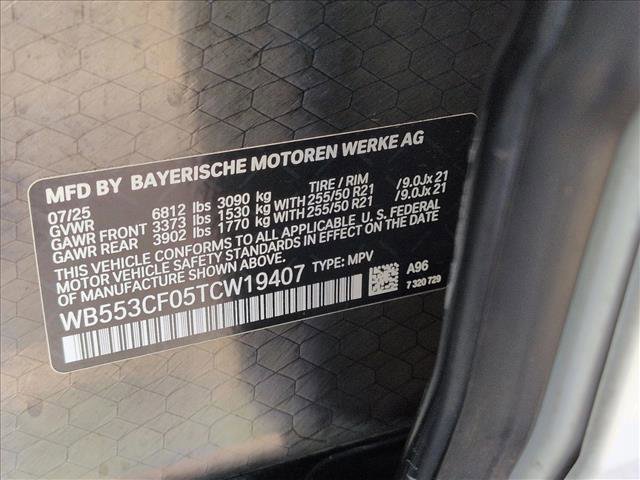 MFD BY BAYERISCHE MOTOREN WERKE AG
07/25 TIRE / RIM
GVWR 6812 lbs 3090 kg
GAWR FRONT 3373 lbs 1530 kg WITH 255/50 R21 /9.0Jx 21
GAWR REAR 3902 lbs 1770 kg WITH 255/50 R21 /9.0Jx 21
THIS VEHICLE CONFORMS TO ALL APPLICABLE U.S. FEDERAL
MOTOR VEHICLE SAFETY STANDARDS IN EFFECT ON THE DATE
OF MANUFACTURE SHOWN ABOVE.
WB553CF05TCW19407 TYPE: MPV A96
7 320 729